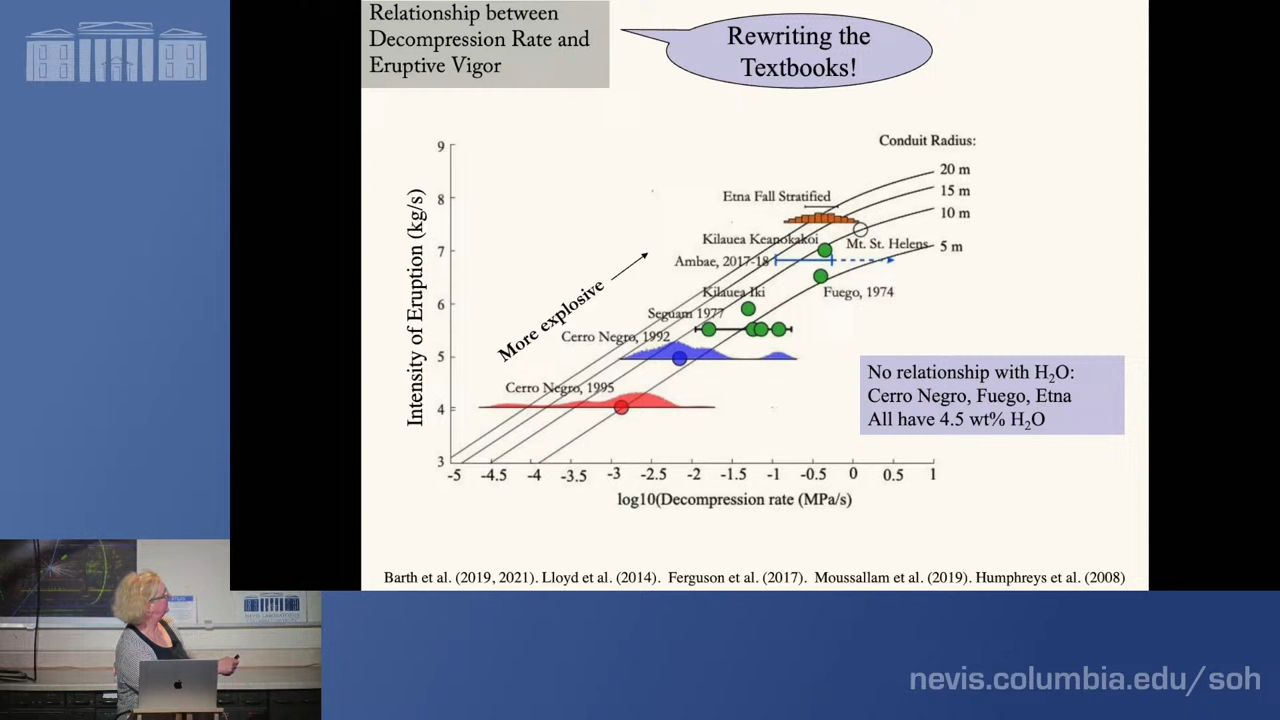 Relationship between
Decompression Rate and
Eruptive Vigor
Rewriting the
Textbooks!
Conduit Radius:
20 m
15 m
10 m
5 m
9
8
7
6
5
4
3
Intensity of Eruption (kg/s)
More explosive
Etna Fall Stratified
Kilauea Keanokakoi
Mt. St. Helens
Ambae, 2017-18
Kilauea Iki
Fuego, 1974
Seguam 1977
Cerro Negro, 1992
Cerro Negro, 1995
No relationship with H₂O:
Cerro Negro, Fuego, Etna
All have 4.5 wt% H₂O
-5 -4.5 -4 -3.5 -3 -2.5 -2 -1.5 -1 -0.5 0 0.5 1
log10(Decompression rate (MPa/s)
Barth et al. (2019, 2021). Lloyd et al. (2014). Ferguson et al. (2017). Moussallam et al. (2019). Humphreys et al. (2008)
nevis.columbia.edu/soh